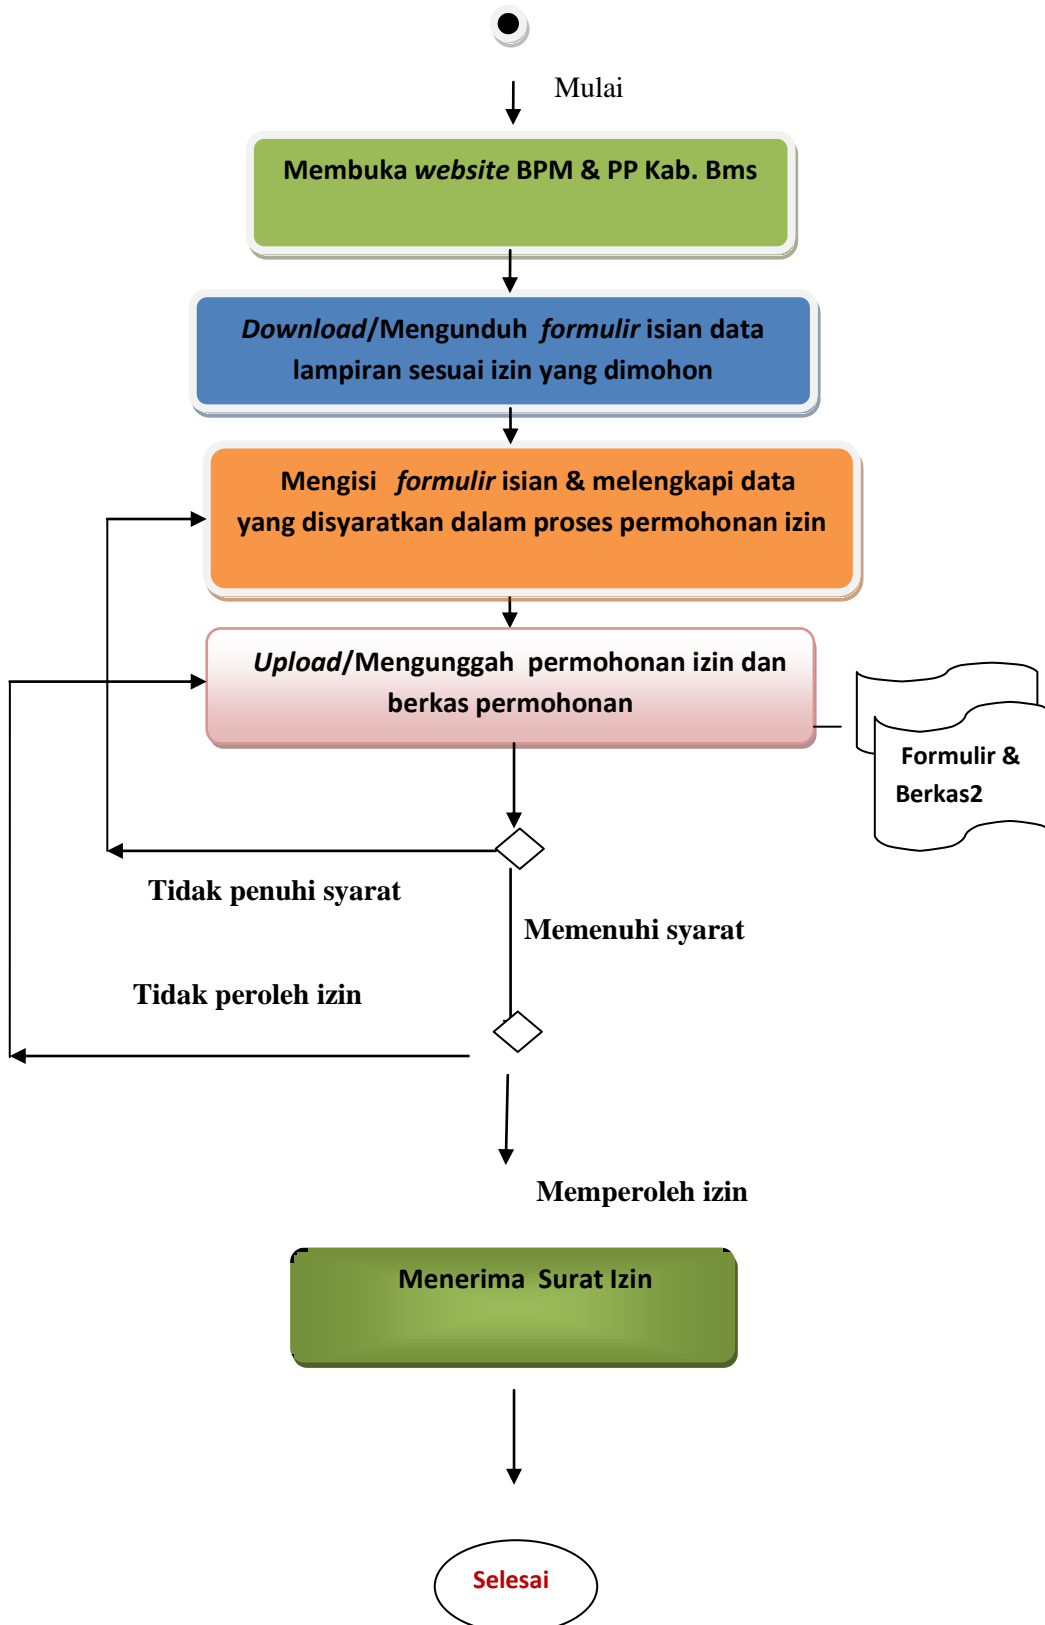 Mulai
Membuka website BPM & PP Kab. Bms
Download/Mengunduh formulir isian data
lampiran sesuai izin yang dimohon
Mengisi formulir isian & melengkapi data
yang disyaratkan dalam proses permohonan izin
Upload/Mengunggah permohonan izin dan
berkas permohonan
Formulir &
Berkas2
Tidak penuhi syarat
Memenuhi syarat
Tidak peroleh izin
Memperoleh izin
Menerima Surat Izin
Selesai